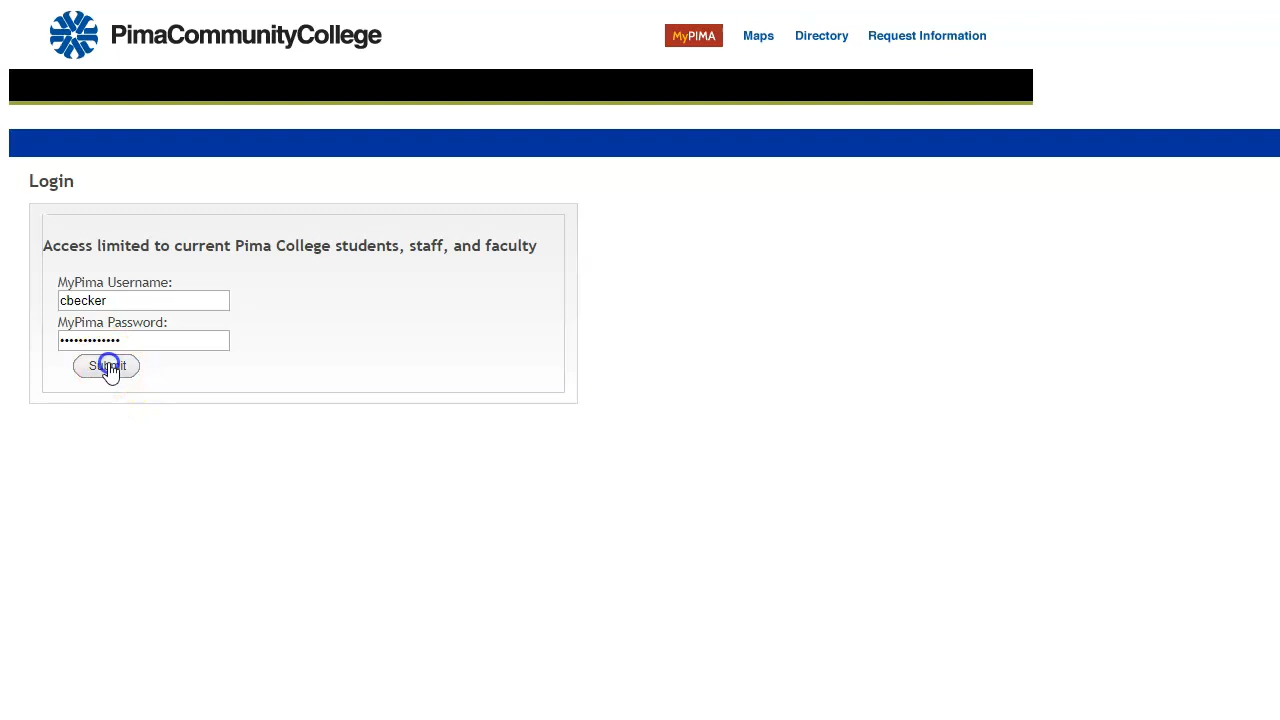 PimaCommunityCollege
MyPIMA Maps Directory Request Information
Login
Access limited to current Pima College students, staff, and faculty
MyPima Username:
cbecker
MyPima Password:
•••••••••••••
Submit